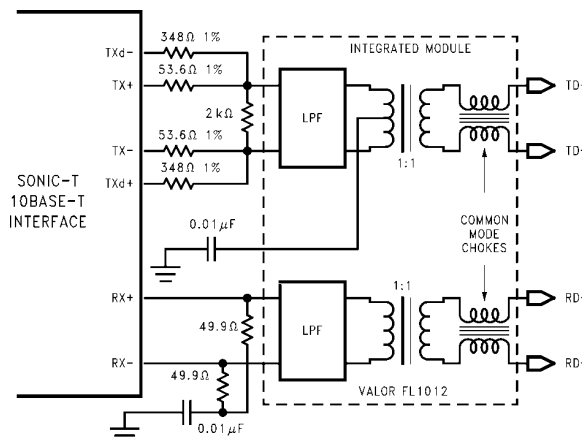 348Ω 1%
TXd-
53.6Ω 1%
TX+
2kΩ
53.6Ω 1%
TX-
348Ω 1%
TXd+
SONIC-T
10BASE-T
INTERFACE
0.01µF
RX+
49.9Ω
RX-
49.9Ω
0.01µF
INTEGRATED MODULE
LPF
1:1
TD-
TD-
COMMON
MODE
CHOKES
1:1
LPF
RD-
RD-
VALOR FL1012